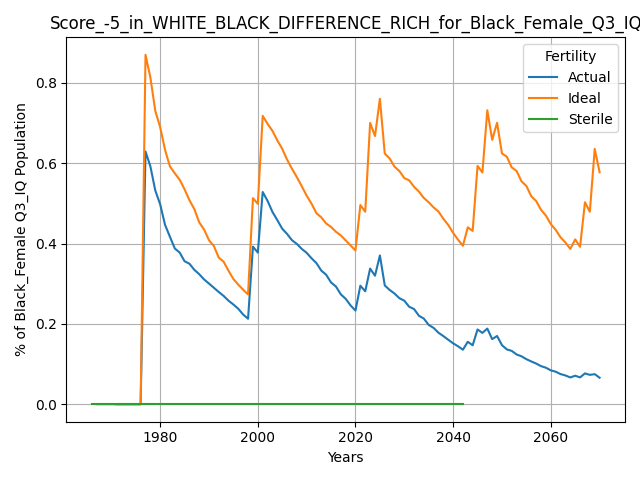 Score_-5_in_WHITE_BLACK_DIFFERENCE_RICH_for_Black_Female_Q3_IQ
Fertility
Actual
Ideal
Sterile
% of Black_Female Q3_IQ Population
0.8
0.6
0.4
0.2
0.0
1980 2000 2020 2040 2060
Years